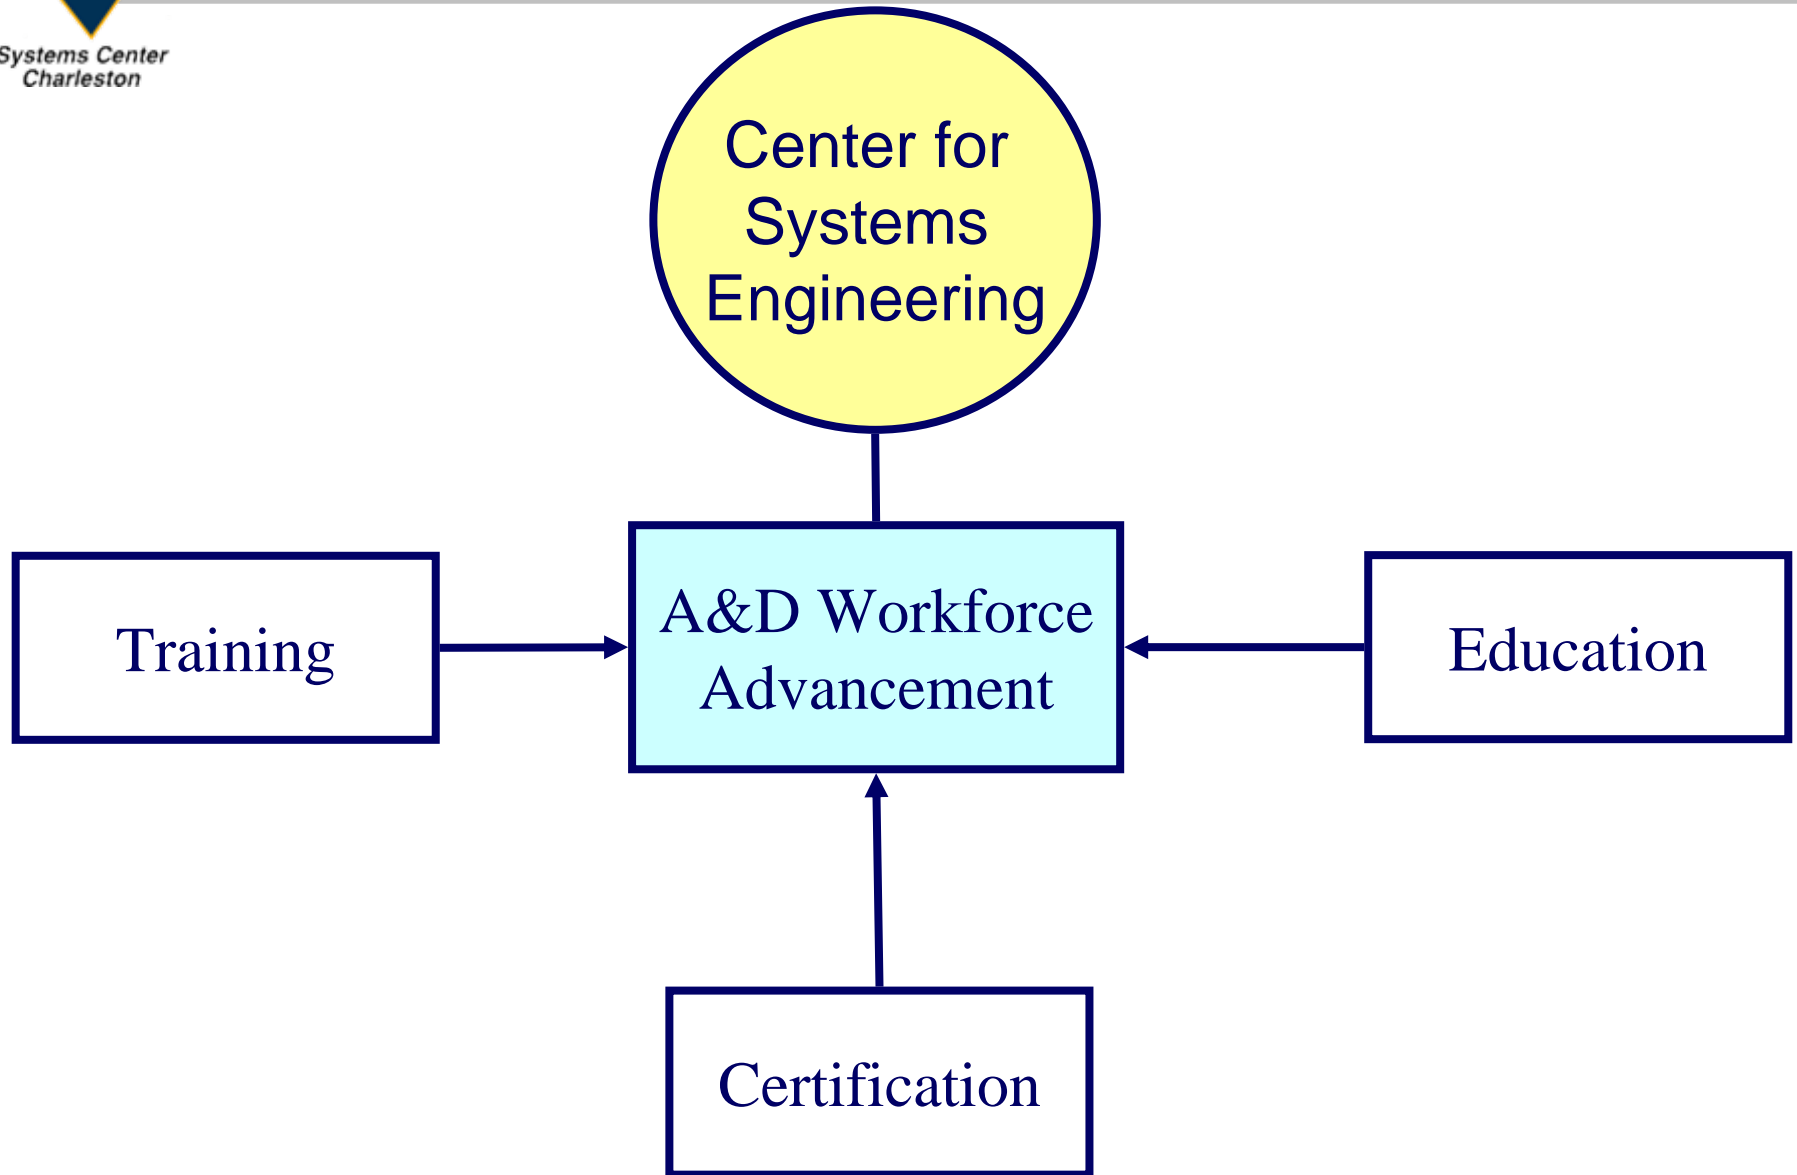 Systems Center
Charleston
Center for
Systems
Engineering
Training
A&D Workforce
Advancement
Education
Certification